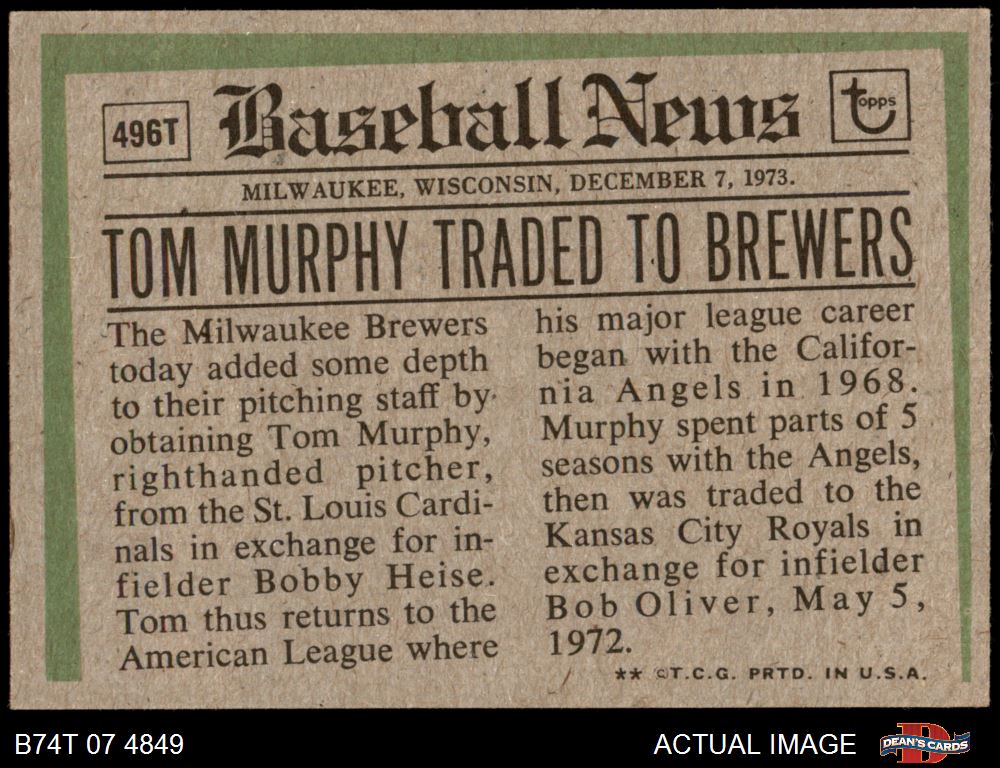 496T
Baseball News
topps
MILWAUKEE, WISCONSIN, DECEMBER 7, 1973.
TOM MURPHY TRADED TO BREWERS
The Milwaukee Brewers
today added some depth
to their pitching staff by
obtaining Tom Murphy,
righthanded pitcher,
from the St. Louis Cardi-
nals in exchange for in-
fielder Bobby Heise.
Tom thus returns to the
American League where
his major league career
began with the Califor-
nia Angels in 1968.
Murphy spent parts of 5
seasons with the Angels,
then was traded to the
Kansas City Royals in
exchange for infielder
Bob Oliver, May 5,
1972.
** ©T.C.G. PRTD. IN U.S.A.
B74T 07 4849
ACTUAL IMAGE
DEAN'S CARDS